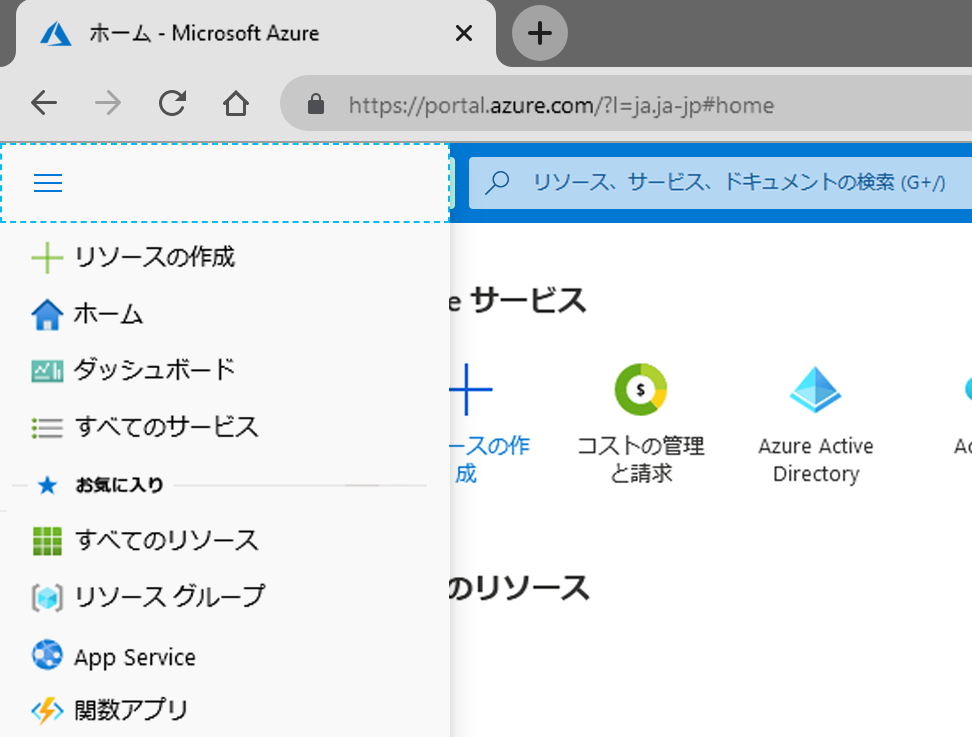 ホーム - Microsoft Azure
https://portal.azure.com/?l=ja.ja-jp#home
リソース、サービス、ドキュメントの検索 (G+/)
リソースの作成
ホーム
ダッシュボード
すべてのサービス
お気に入り
すべてのリソース
リソース グループ
App Service
関数アプリ
e サービス
ースの作
成
コストの管理
と請求
Azure Active
Directory
Ac
のリソース